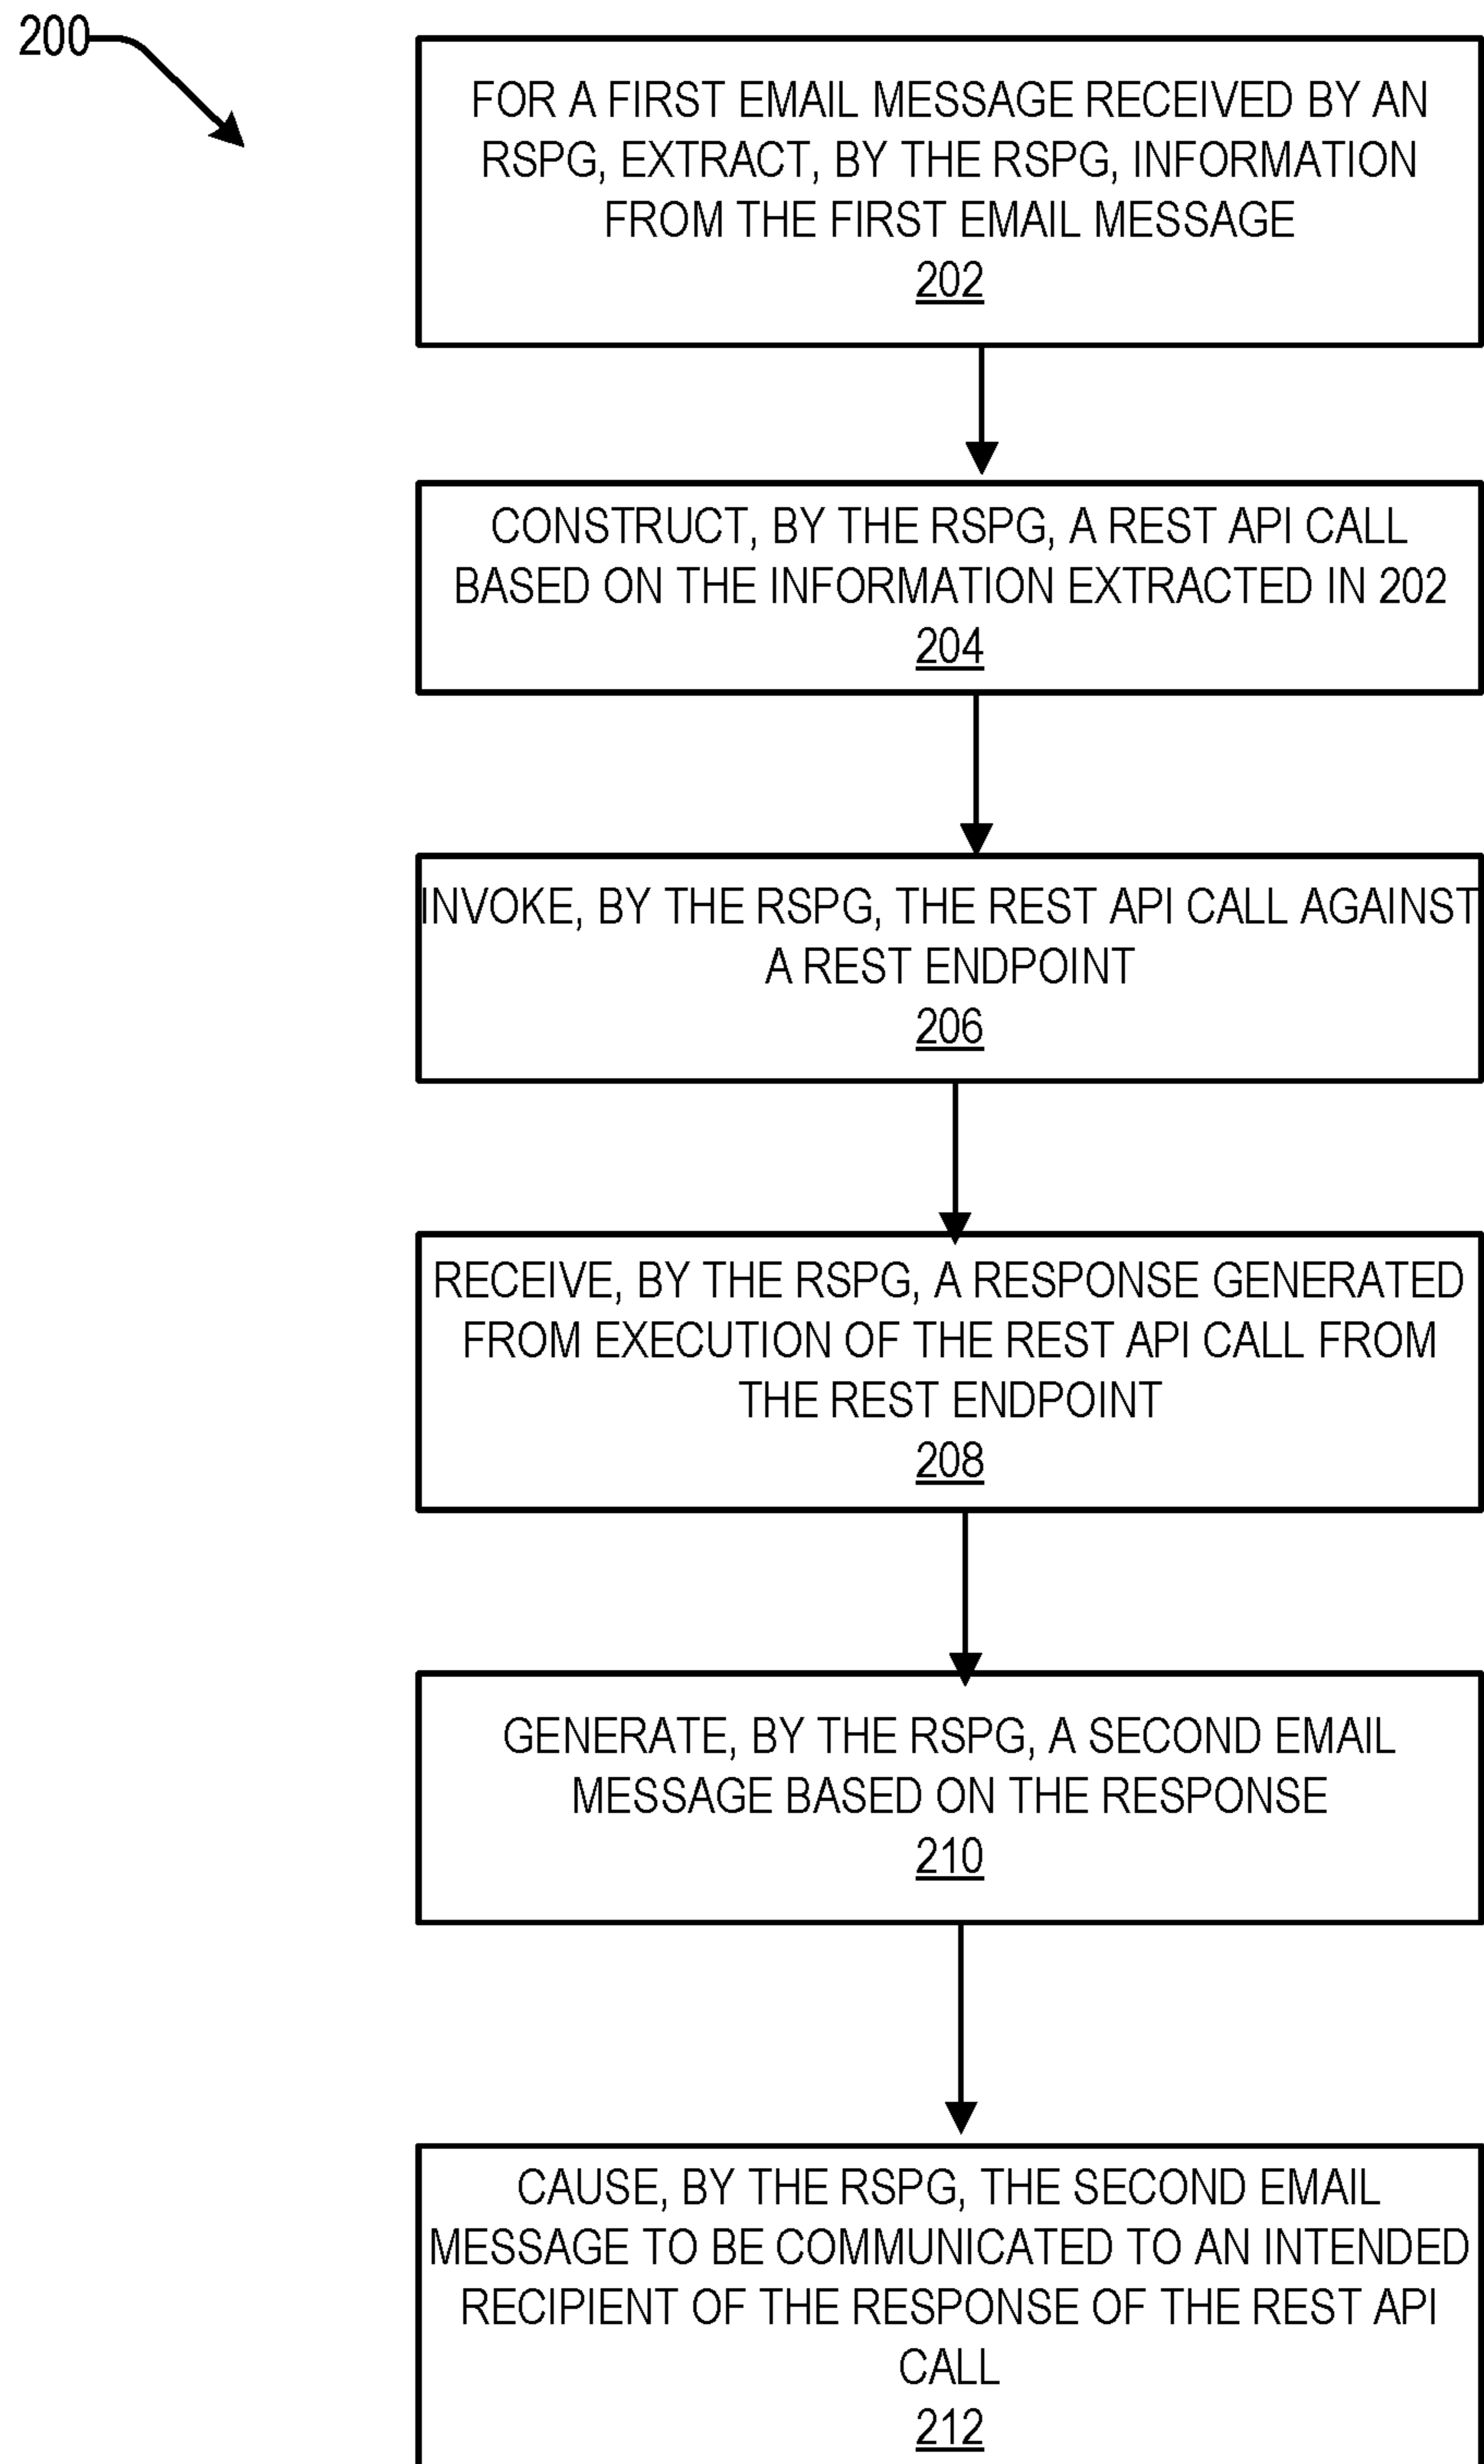 200
FOR A FIRST EMAIL MESSAGE RECEIVED BY AN
RSPG, EXTRACT, BY THE RSPG, INFORMATION
FROM THE FIRST EMAIL MESSAGE
202
CONSTRUCT, BY THE RSPG, A REST API CALL
BASED ON THE INFORMATION EXTRACTED IN 202
204
INVOKE, BY THE RSPG, THE REST API CALL AGAINST
A REST ENDPOINT
206
RECEIVE, BY THE RSPG, A RESPONSE GENERATED
FROM EXECUTION OF THE REST API CALL FROM
THE REST ENDPOINT
208
GENERATE, BY THE RSPG, A SECOND EMAIL
MESSAGE BASED ON THE RESPONSE
210
CAUSE, BY THE RSPG, THE SECOND EMAIL
MESSAGE TO BE COMMUNICATED TO AN INTENDED
RECIPIENT OF THE RESPONSE OF THE REST API
CALL
212